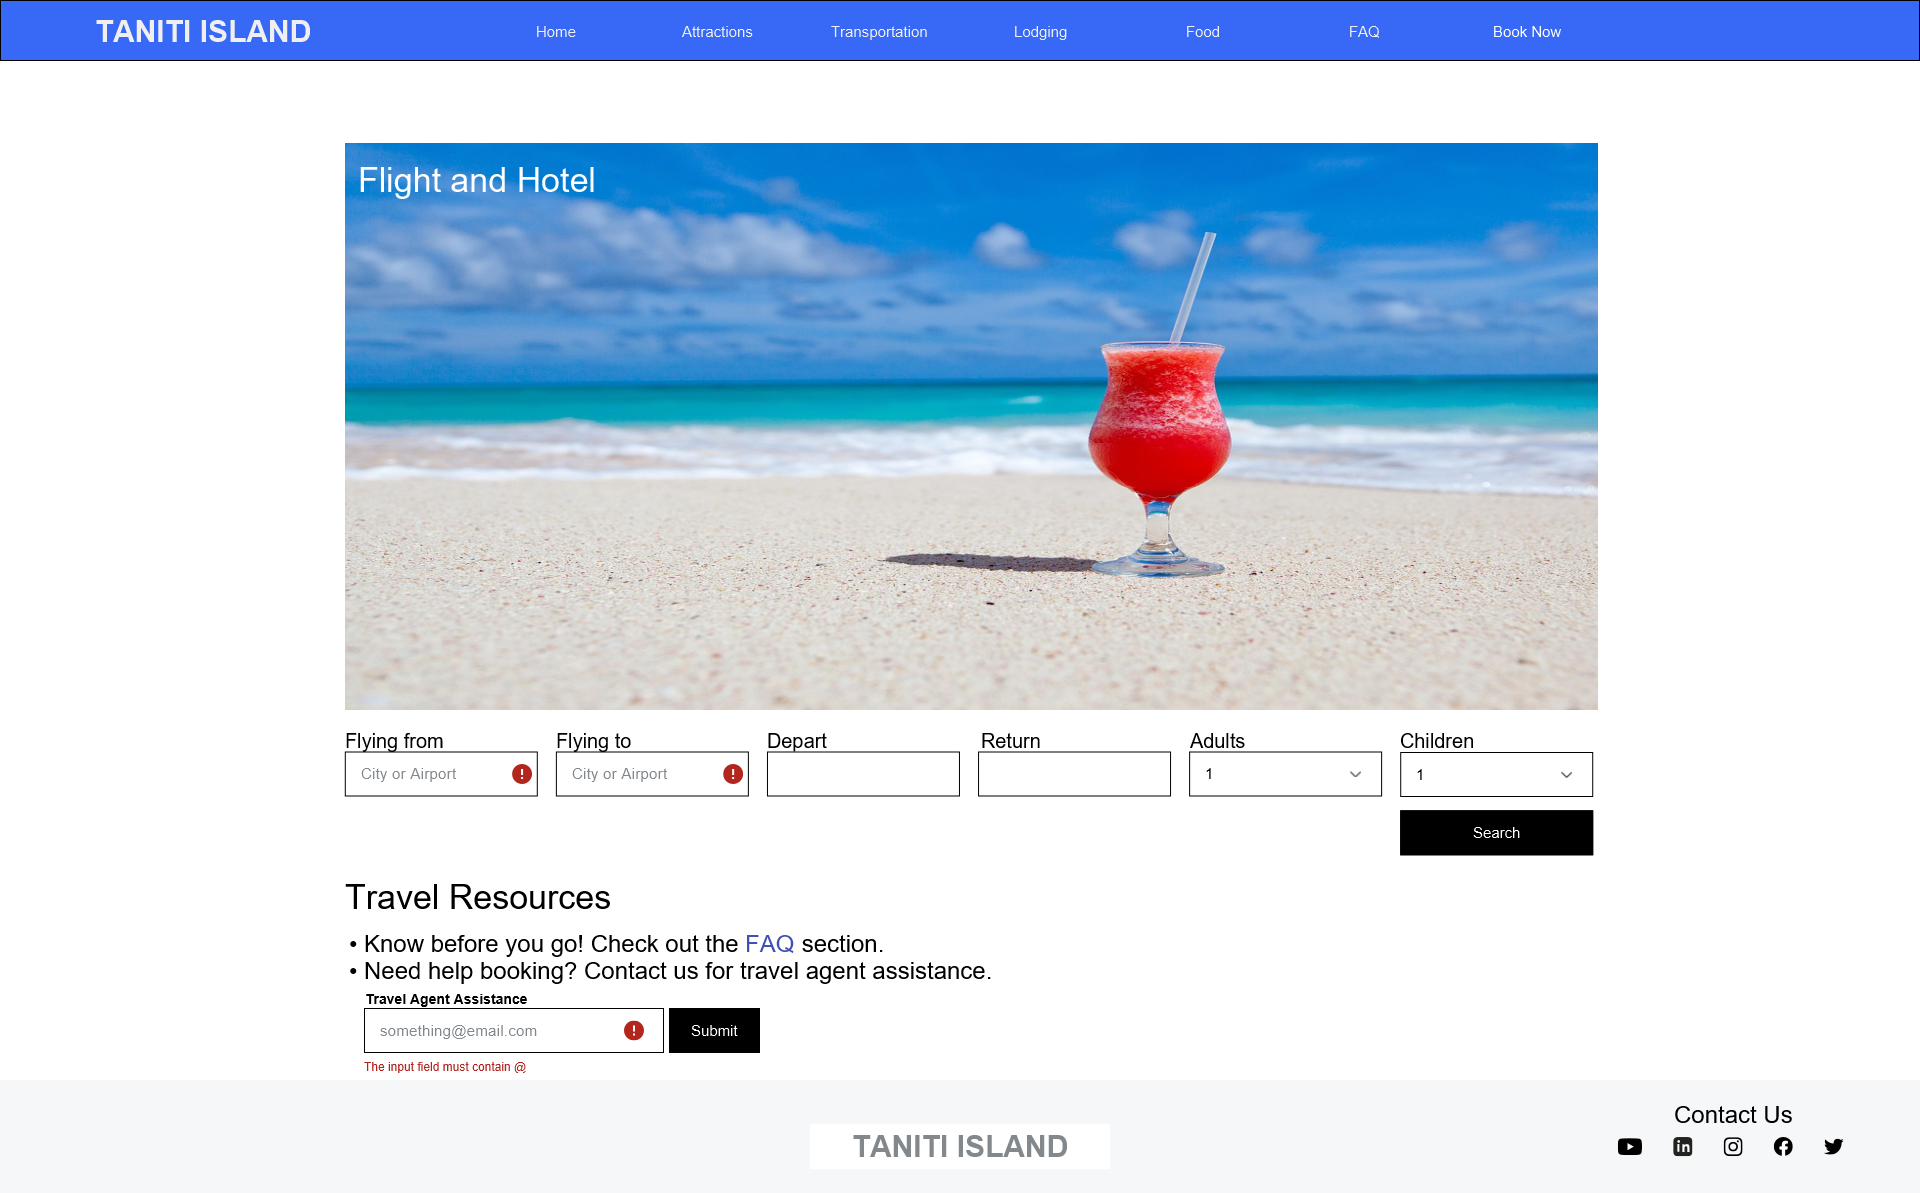 TANITI ISLAND Home Attractions Transportation Lodging Food FAQ Book Now
Flight and Hotel
Flying from Flying to Depart Return Adults Children
City or Airport City or Airport 1 1
Search
Travel Resources
• Know before you go! Check out the FAQ section.
• Need help booking? Contact us for travel agent assistance.
Travel Agent Assistance
something@email.com Submit
The input field must contain @
Contact Us
TANITI ISLAND